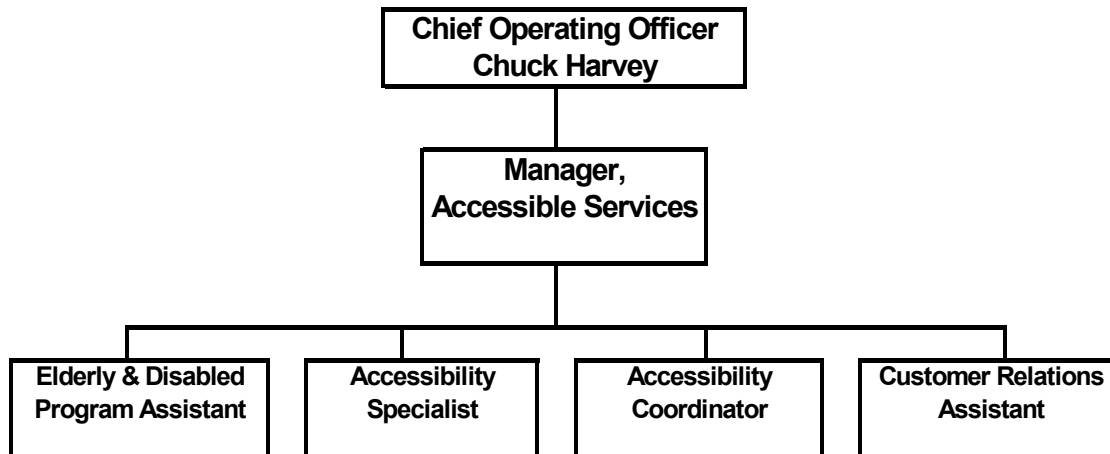 Chief Operating Officer
Chuck Harvey
Manager,
Accessible Services
Elderly & Disabled
Program Assistant
Accessibility
Specialist
Accessibility
Coordinator
Customer Relations
Assistant